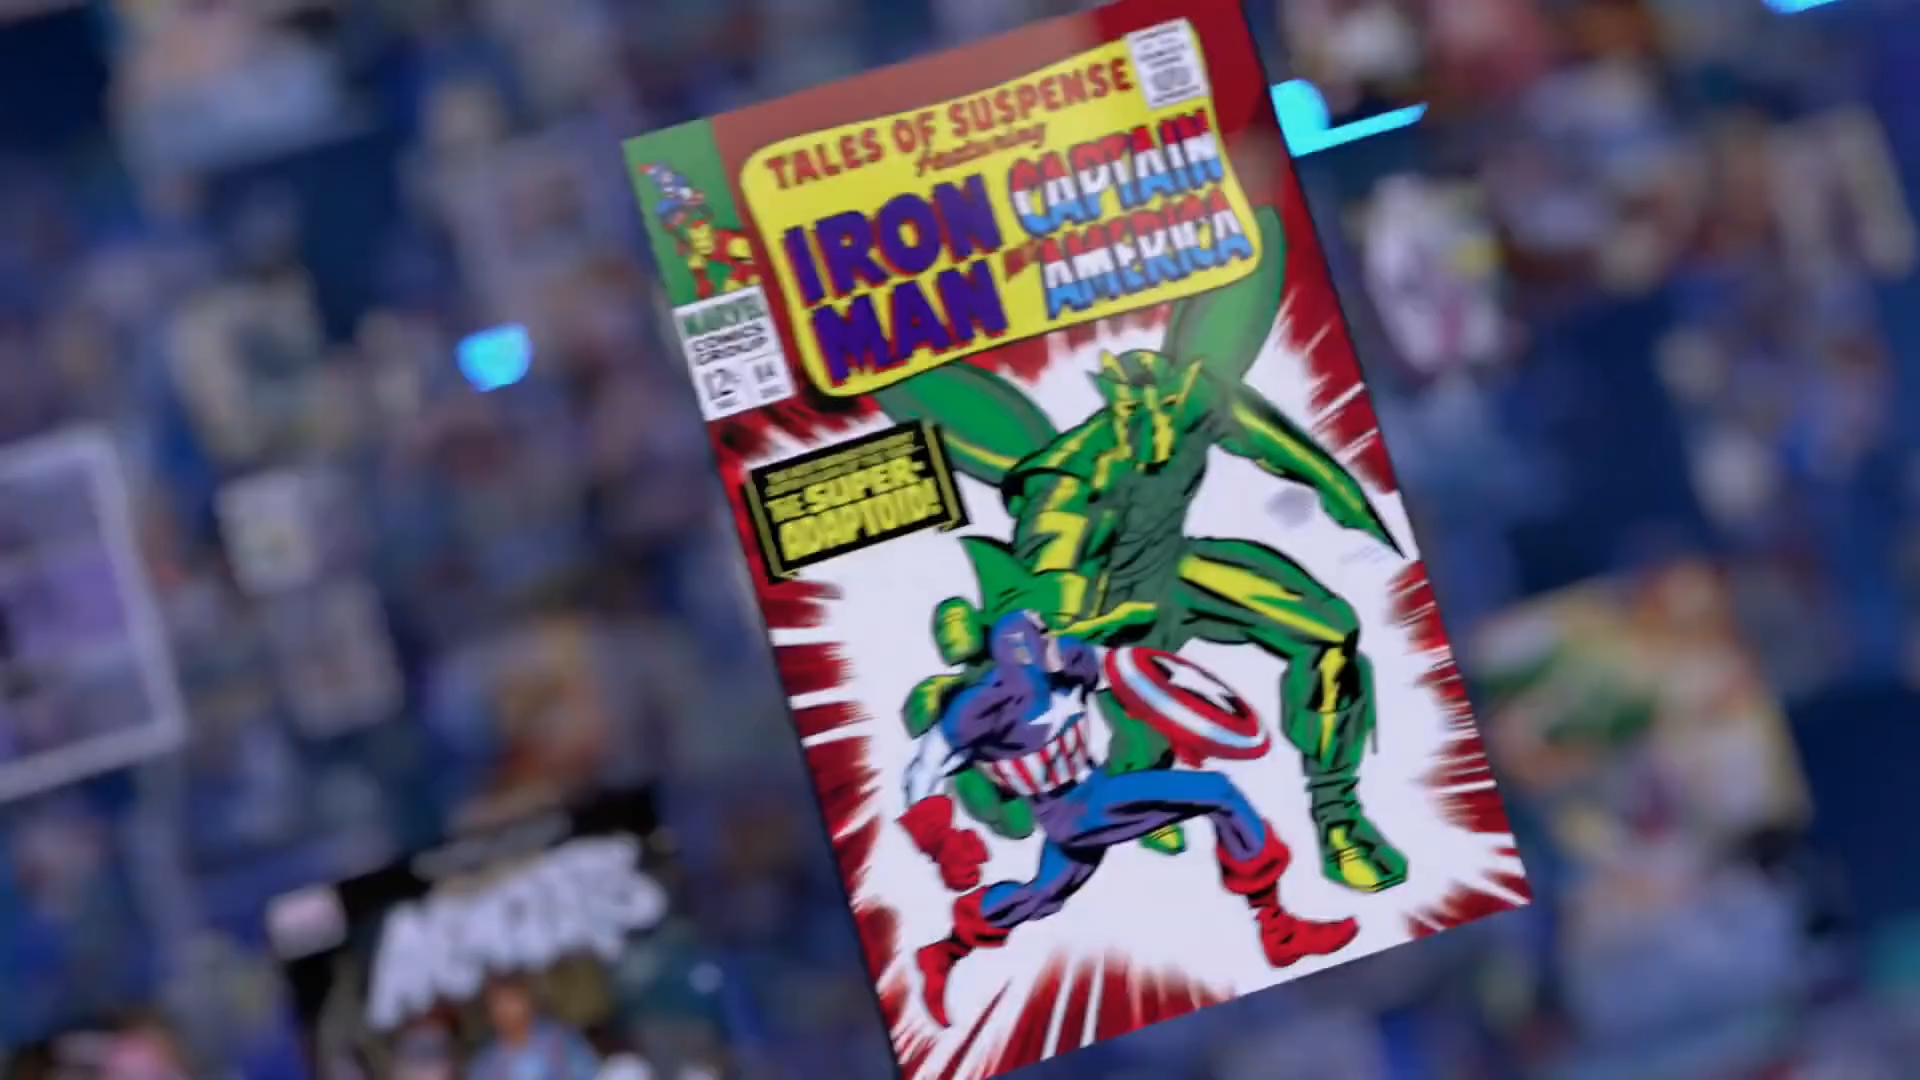 TALES OF SUSPENSE
Featuring
IRON
MAN
CAPTAIN
AMERICA
MARVEL
COMICS
GROUP
12¢
84
THE SUPER-
ADAPTOID!